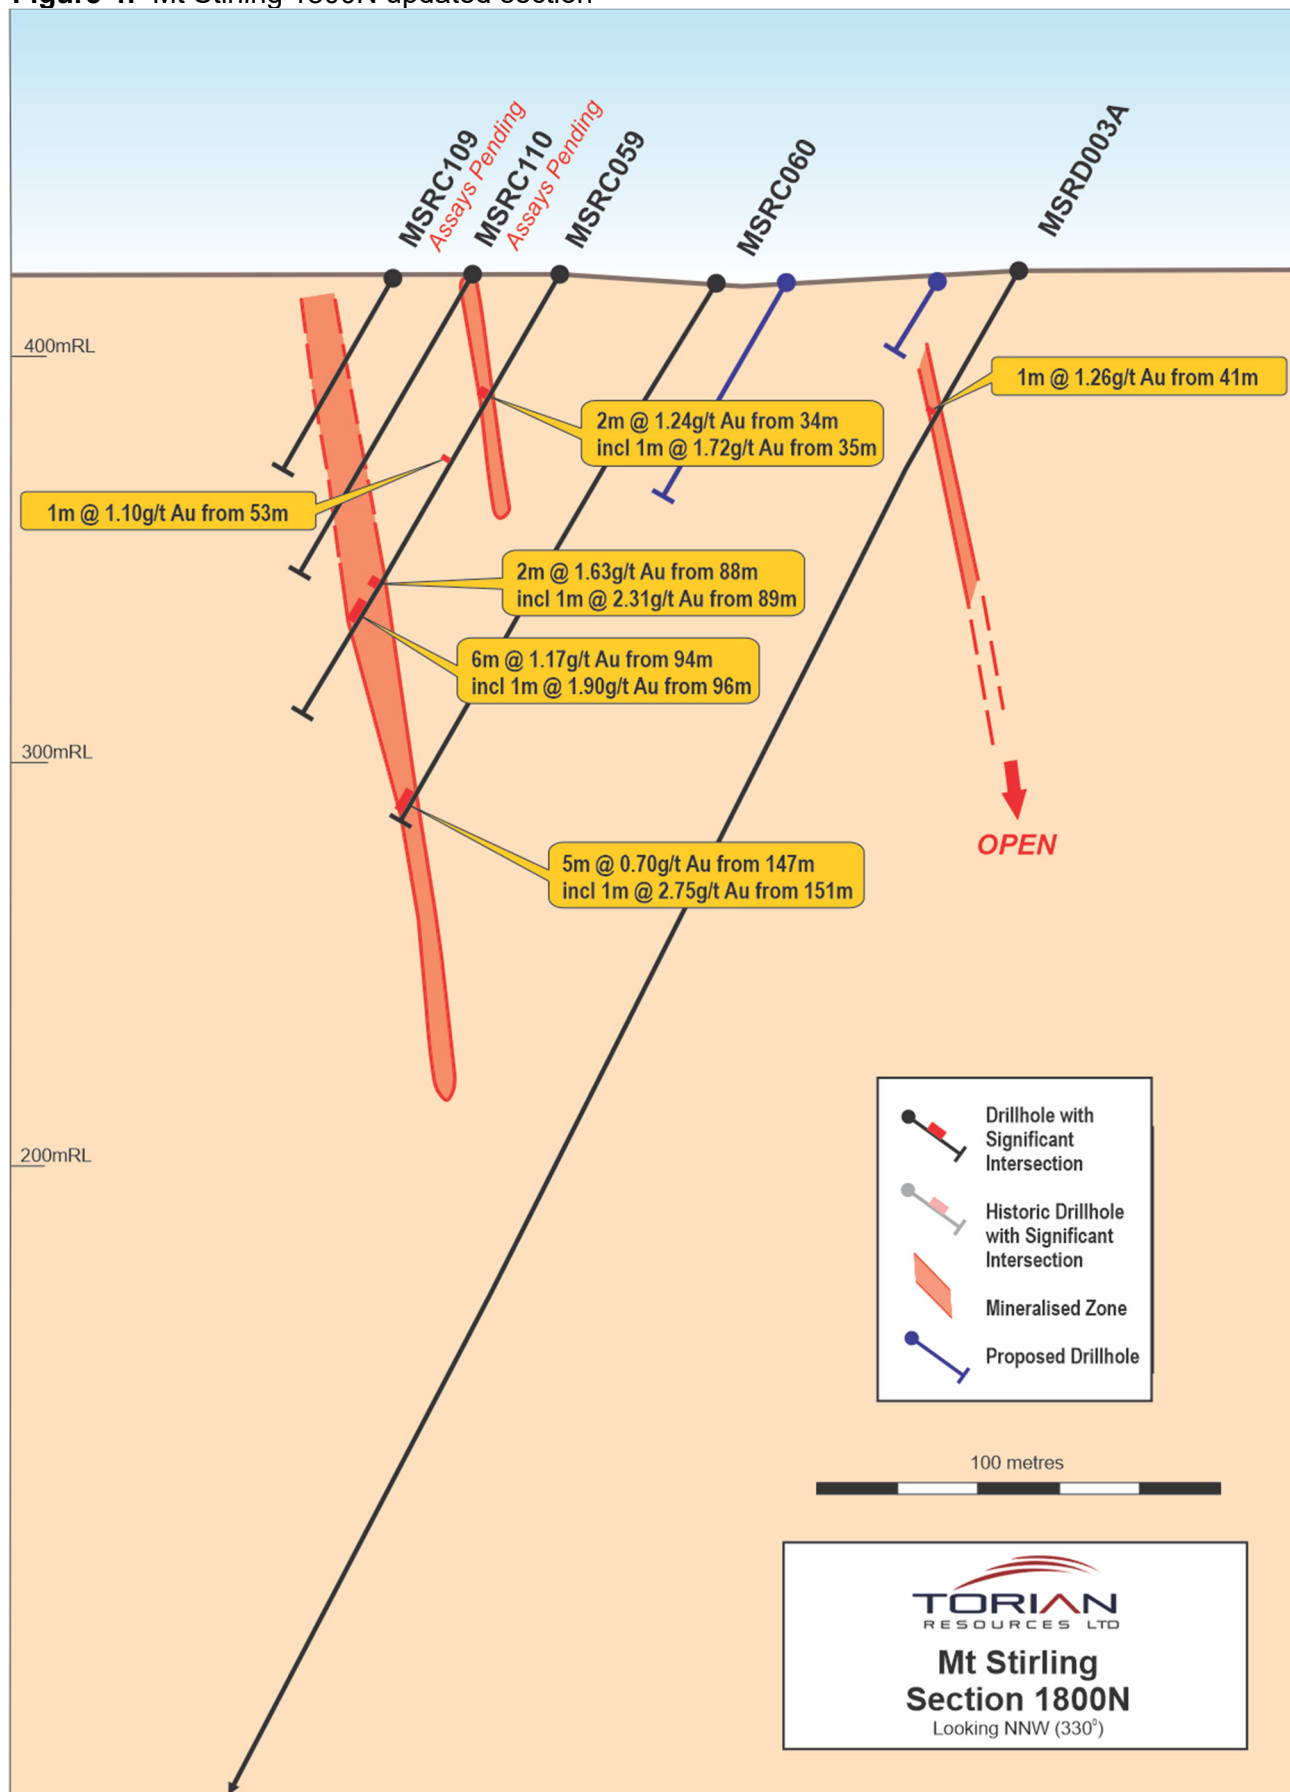 MSRC109
Assays Pending
MSRC110
Assays Pending
MSRC059
MSRC060
MSRD003A
400mRL
1m @ 1.26g/t Au from 41m
2m @ 1.24g/t Au from 34m
incl 1m @ 1.72g/t Au from 35m
1m @ 1.10g/t Au from 53m
2m @ 1.63g/t Au from 88m
incl 1m @ 2.31g/t Au from 89m
6m @ 1.17g/t Au from 94m
incl 1m @ 1.90g/t Au from 96m
300mRL
OPEN
5m @ 0.70g/t Au from 147m
incl 1m @ 2.75g/t Au from 151m
200mRL
Drillhole with
Significant
Intersection
Historic Drillhole
with Significant
Intersection
Mineralised Zone
Proposed Drillhole
100 metres
TORIAN
RESOURCES LTD
Mt Stirling
Section 1800N
Looking NNW (330⁰)